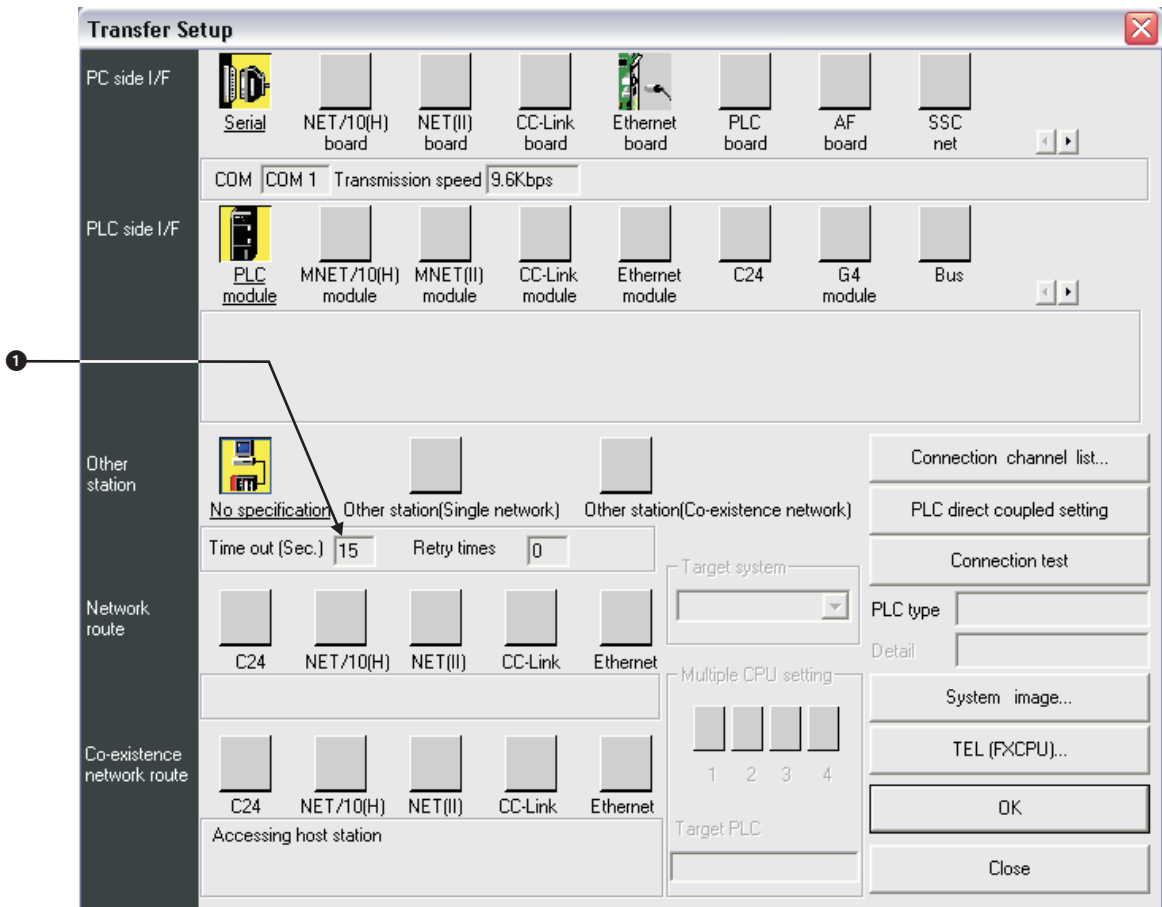 Transfer Setup
PC side I/F
Serial
NET/10(H) board
NET(II) board
CC-Link board
Ethernet board
PLC board
AF board
SSC net
COM COM 1 Transmission speed 9.6Kbps
PLC side I/F
PLC module
MNET/10(H) module
MNET(II) module
CC-Link module
Ethernet module
C24
G4 module
Bus
1
Other station
No specification
Other station(Single network)
Other station(Co-existence network)
Time out (Sec.) 15 Retry times 0
Connection channel list...
PLC direct coupled setting
Connection test
PLC type
Detail
System image...
TEL (FXCPU)...
OK
Close
Target system
Network route
C24
NET/10(H)
NET(II)
CC-Link
Ethernet
Multiple CPU setting
1 2 3 4
Target PLC
Co-existence network route
C24
NET/10(H)
NET(II)
CC-Link
Ethernet
Accessing host station